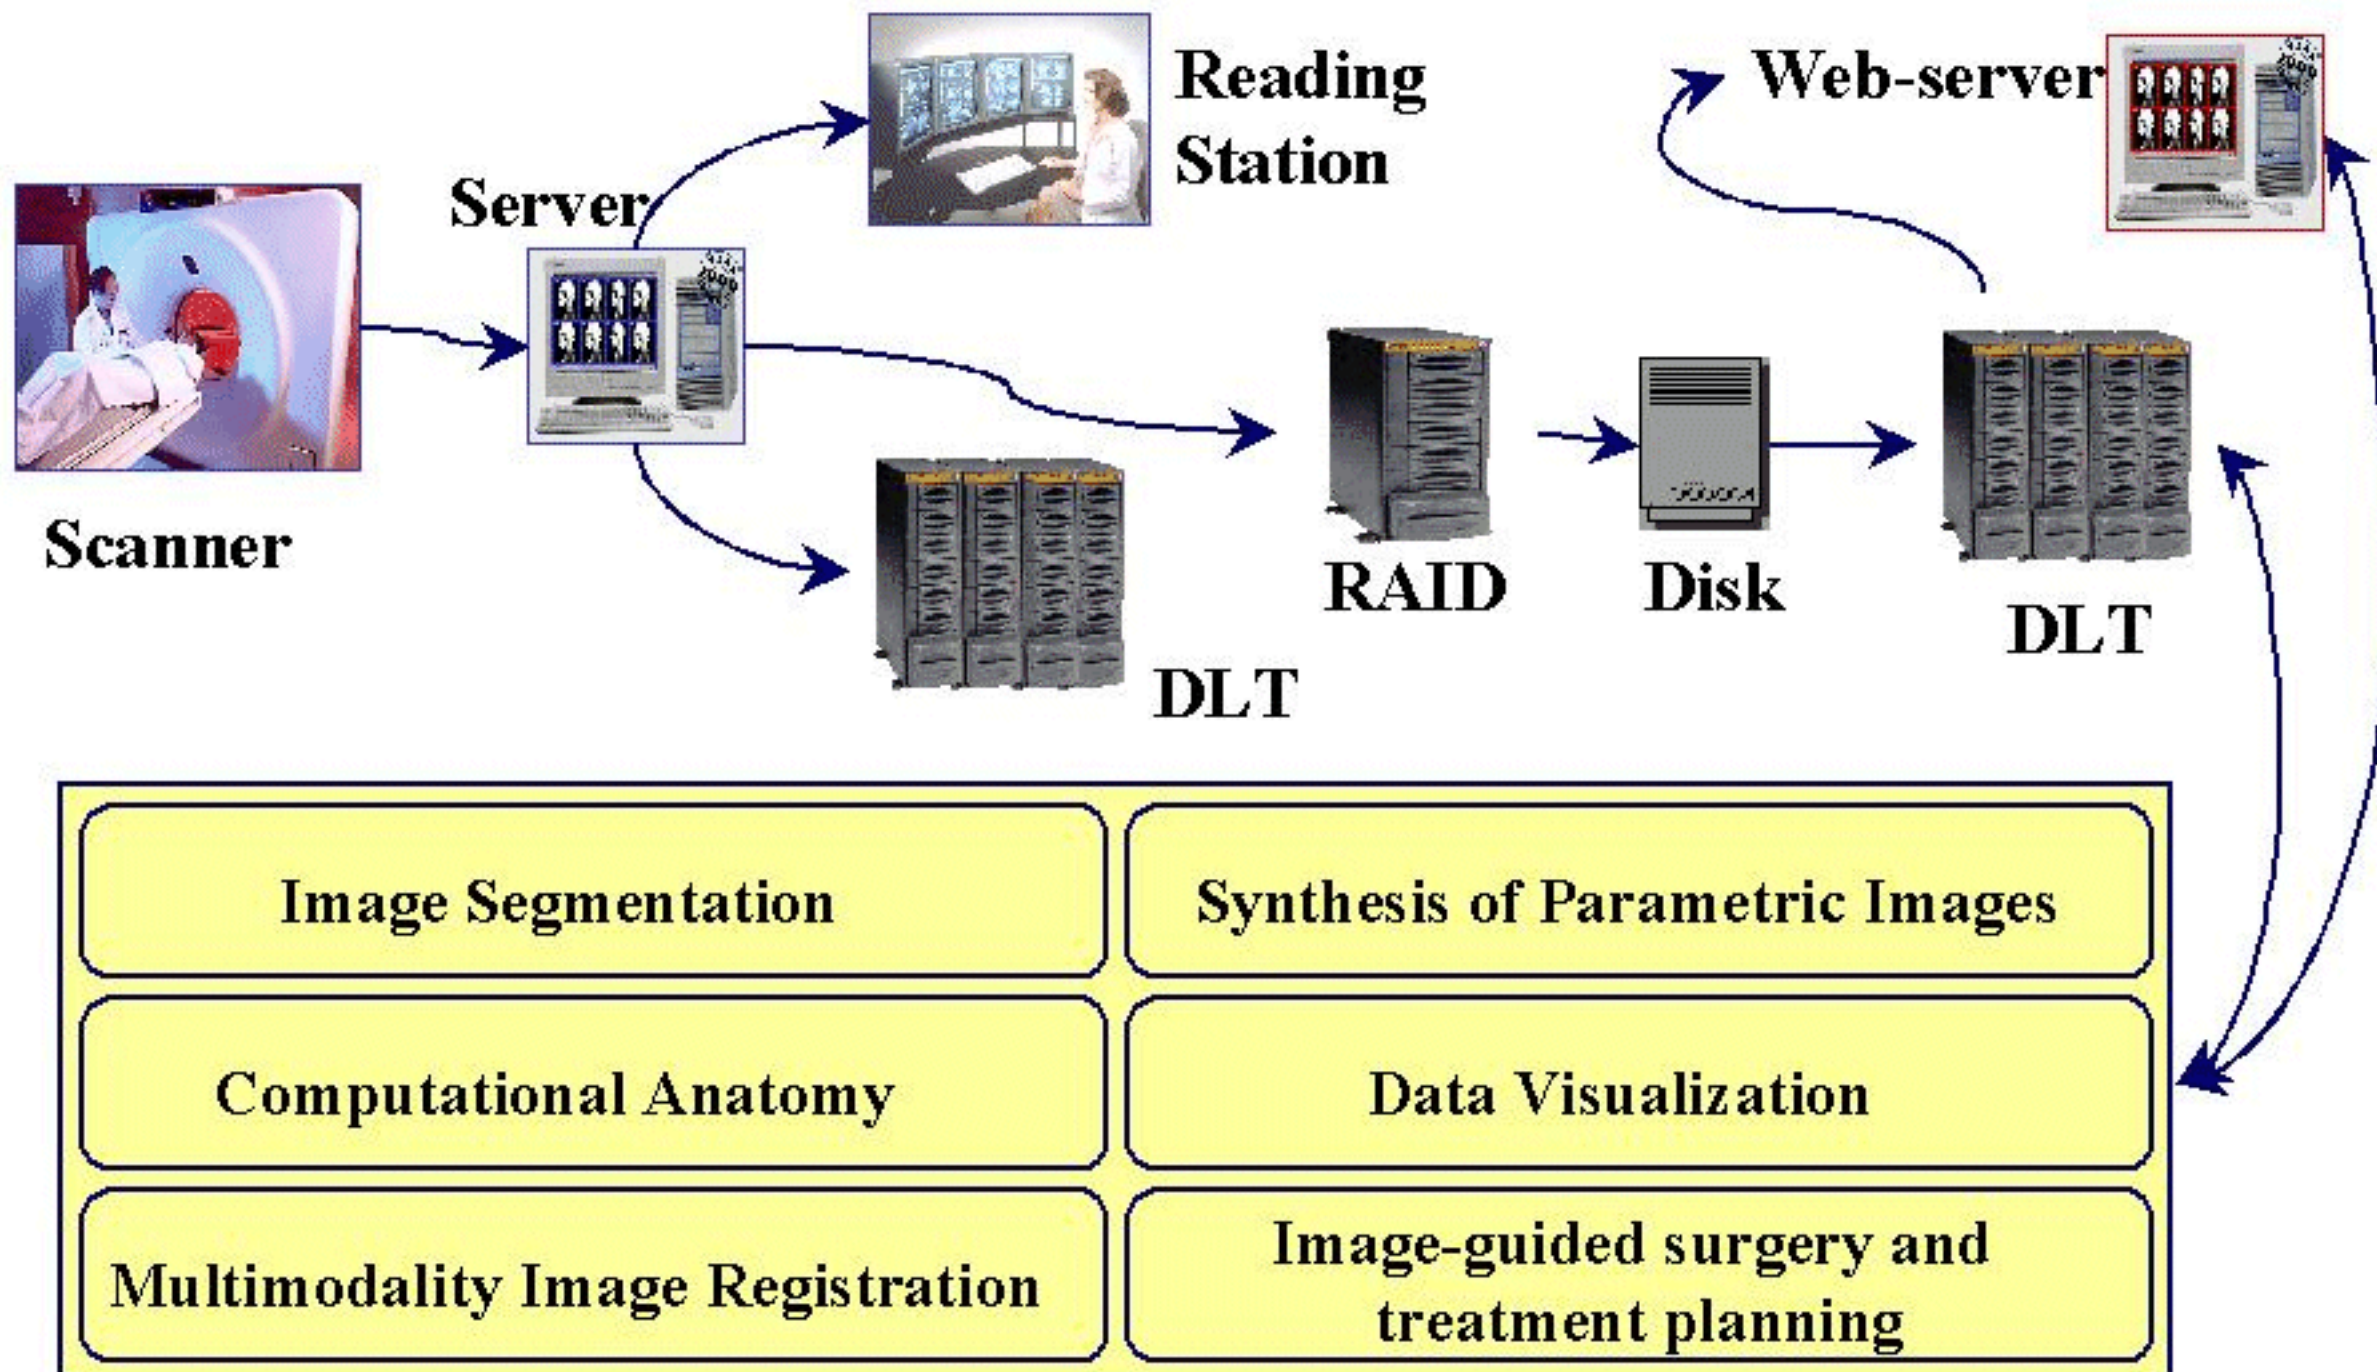 Reading
Station
Web-server
Server
Scanner
RAID
Disk
DLT
DLT
Image Segmentation
Synthesis of Parametric Images
Computational Anatomy
Data Visualization
Multimodality Image Registration
Image-guided surgery and
treatment planning